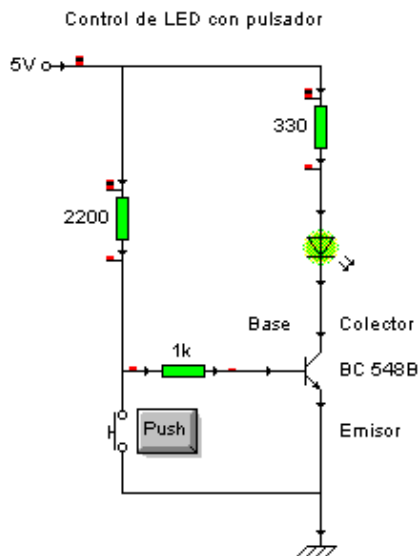 Control de LED con pulsador
5V
330
2200
Base Colector
1k
BC 548B
Push
Emisor